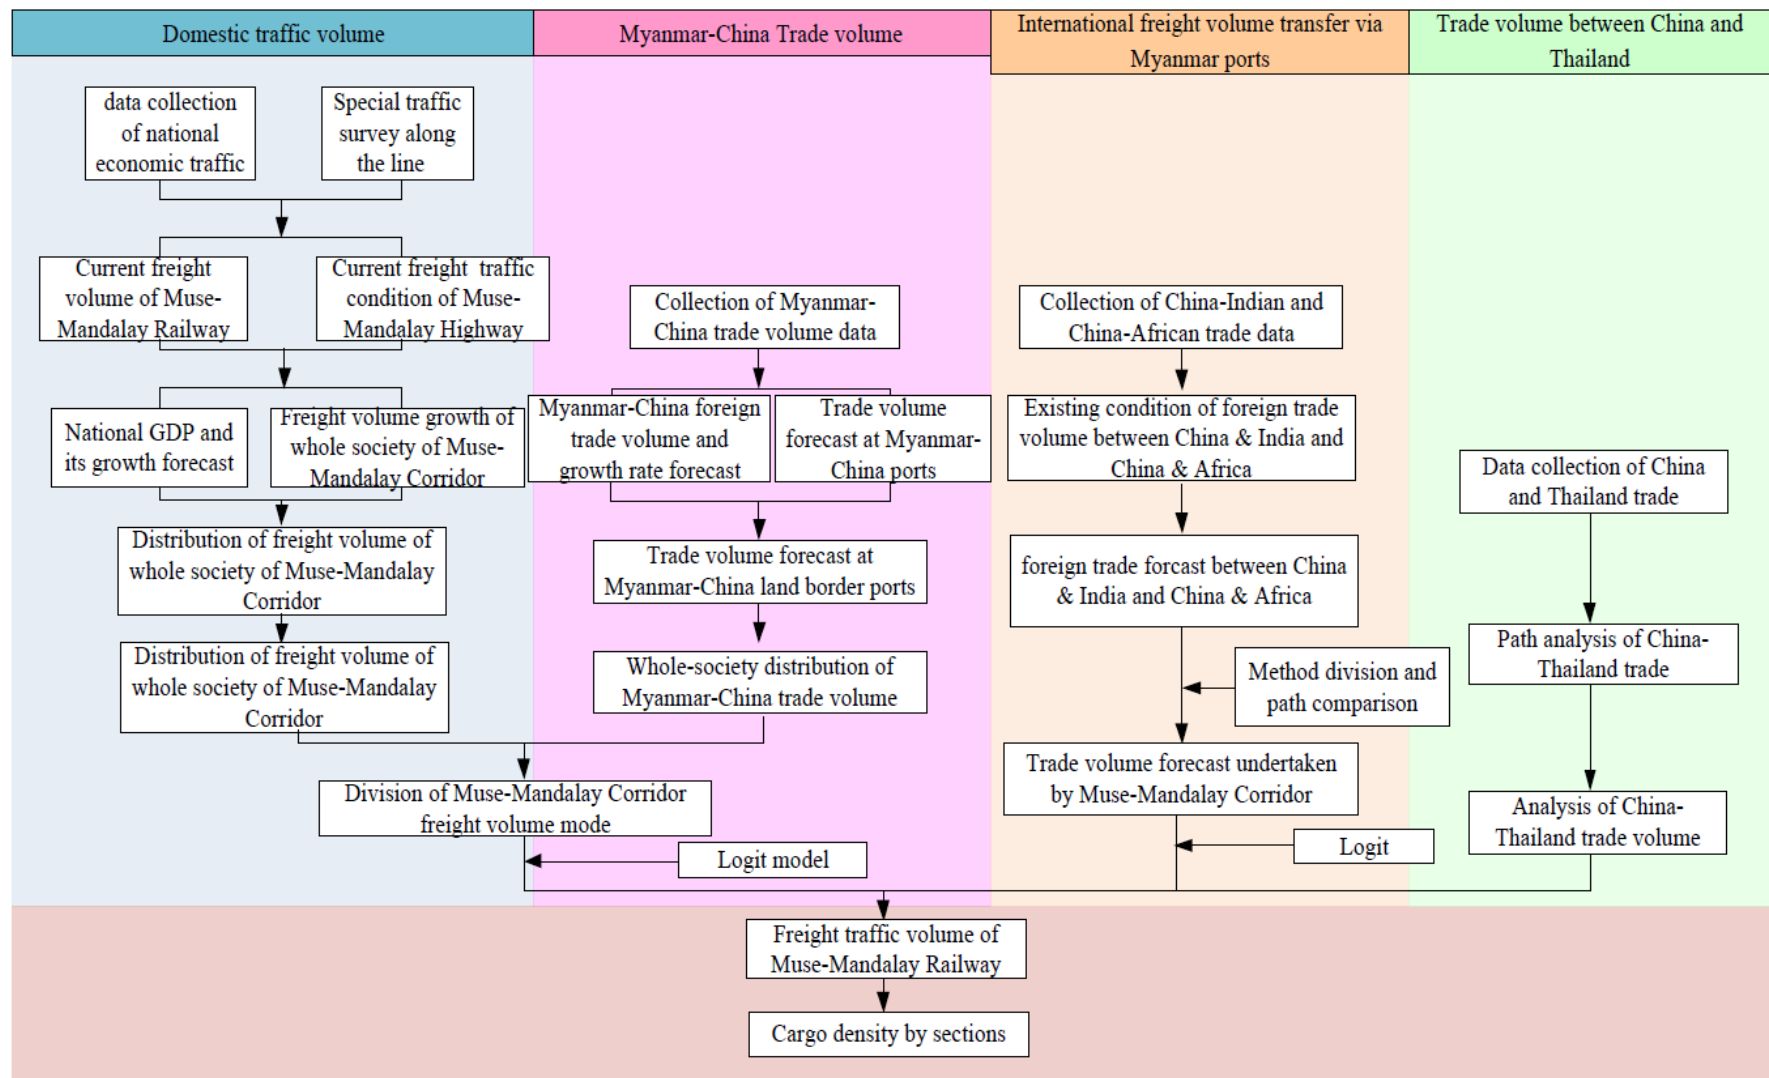 Domestic traffic volume
Myanmar-China Trade volume
International freight volume transfer via
Myanmar ports
Trade volume between China and
Thailand
data collection
of national
economic traffic
Special traffic
survey along
the line
Current freight
volume of Muse-
Mandalay Railway
Current freight traffic
condition of Muse-
Mandalay Highway
National GDP and
its growth forecast
Freight volume growth of
whole society of Muse-
Mandalay Corridor
Distribution of freight volume of
whole society of Muse-Mandalay
Corridor
Distribution of freight volume of
whole society of Muse-Mandalay
Corridor
Collection of Myanmar-
China trade volume data
Myanmar-China foreign
trade volume and
growth rate forecast
Trade volume
forecast at Myanmar-
China ports
Trade volume forecast at
Myanmar-China land border ports
Whole-society distribution of
Myanmar-China trade volume
Division of Muse-Mandalay Corridor
freight volume mode
Logit model
Collection of China-Indian and
China-African trade data
Existing condition of foreign trade
volume between China & India and
China & Africa
foreign trade forcast between China
& India and China & Africa
Method division and
path comparison
Trade volume forecast undertaken
by Muse-Mandalay Corridor
Logit
Data collection of China
and Thailand trade
Path analysis of China-
Thailand trade
Analysis of China-
Thailand trade volume
Freight traffic volume of
Muse-Mandalay Railway
Cargo density by sections